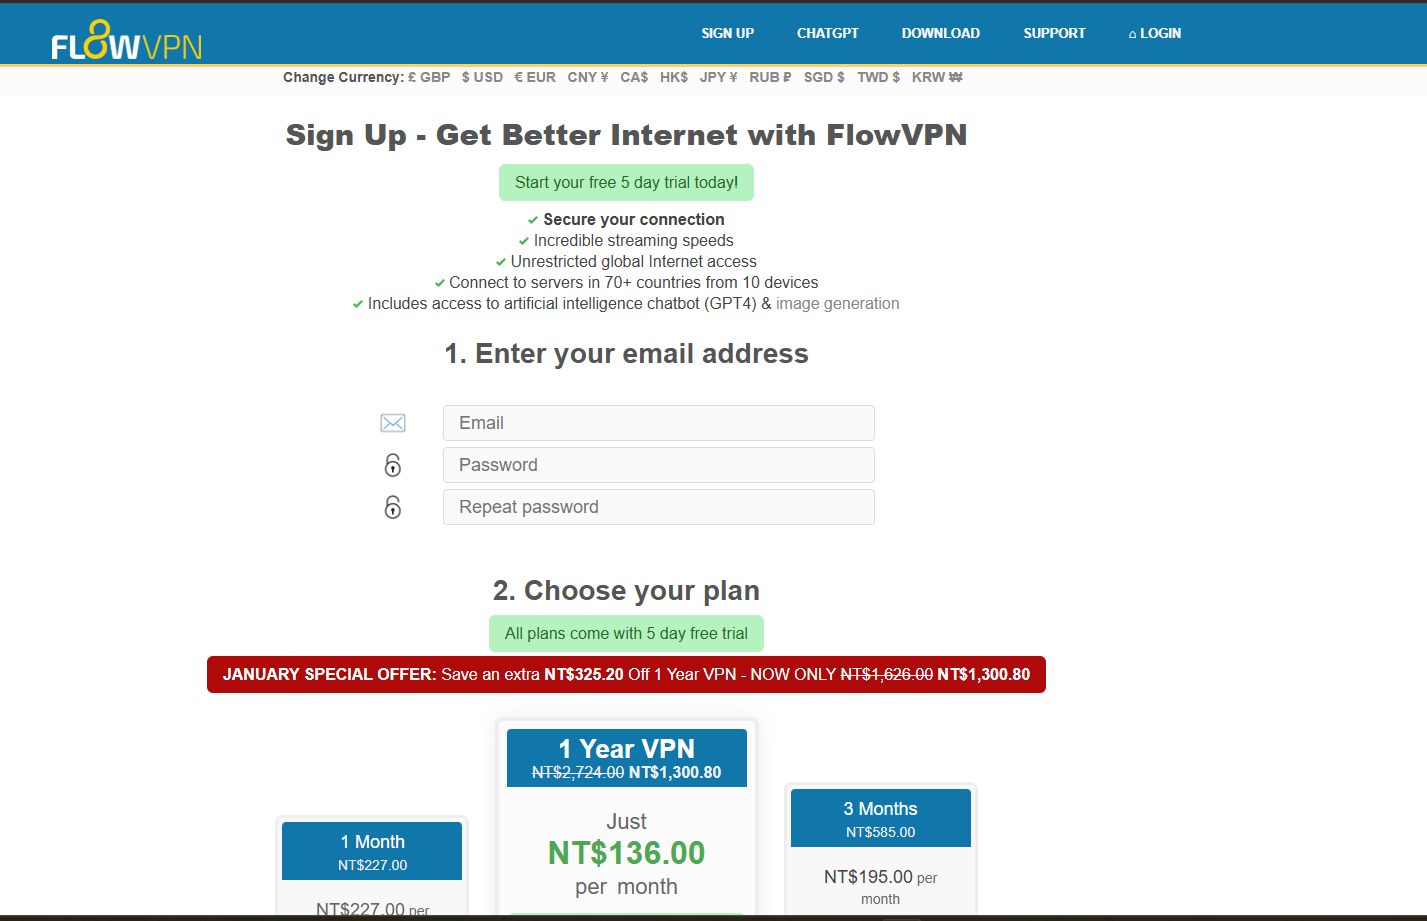 FLOWVPN
SIGN UP
CHATGPT
DOWNLOAD
SUPPORT
⌂ LOGIN
Change Currency: £ GBP $ USD € EUR CNY ¥ CA$ HK$ JPY ¥ RUB ₽ SGD $ TWD $ KRW ₩
Sign Up - Get Better Internet with FlowVPN
Start your free 5 day trial today!
✓ Secure your connection
✓ Incredible streaming speeds
✓ Unrestricted global Internet access
✓ Connect to servers in 70+ countries from 10 devices
✓ Includes access to artificial intelligence chatbot (GPT4) & image generation
1. Enter your email address
Email
Password
Repeat password
2. Choose your plan
All plans come with 5 day free trial
JANUARY SPECIAL OFFER: Save an extra NT$325.20 Off 1 Year VPN - NOW ONLY NT$1,626.00 NT$1,300.80
1 Month
NT$227.00
NT$227.00 per
1 Year VPN
NT$2,724.00 NT$1,300.80
Just
NT$136.00
per month
3 Months
NT$585.00
NT$195.00 per
month